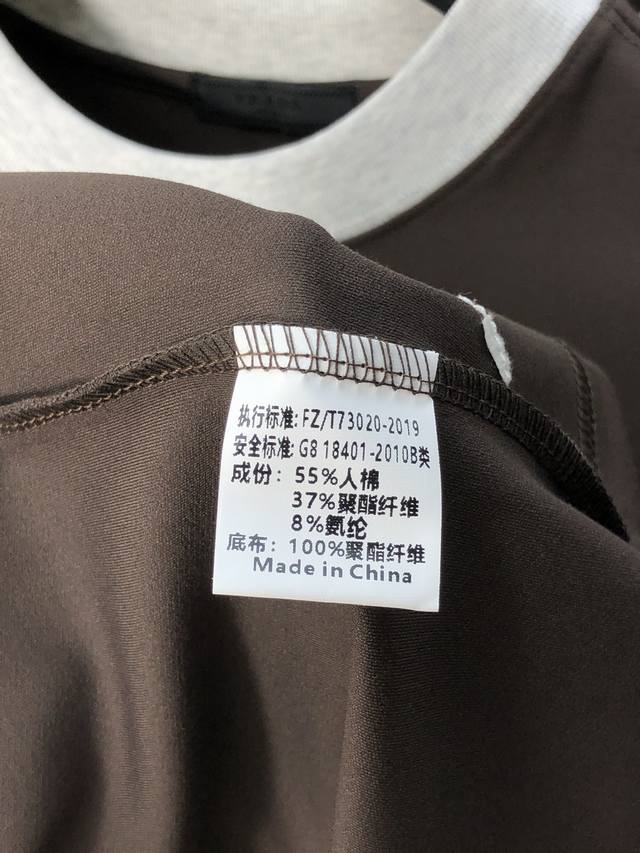 执行标准: FZ/T73020-2019
安全标准: G8 18401-2010B类
成份: 55%人棉
37%聚酯纤维
8%氨纶
底布: 100%聚酯纤维
Made in China